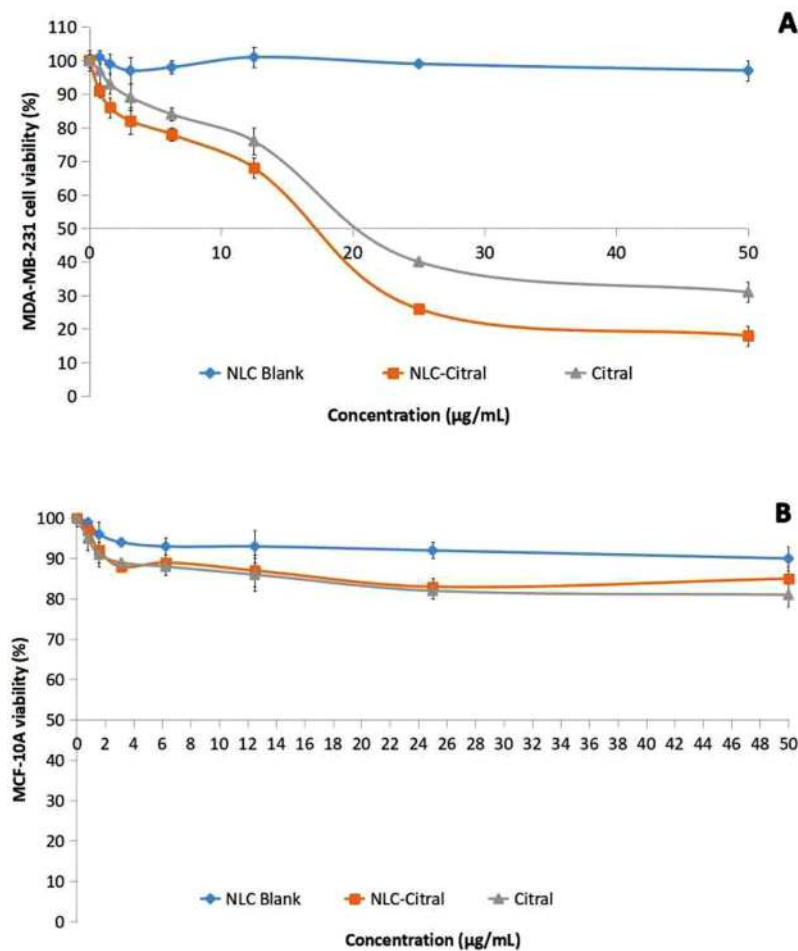 A
MDA-MB-231 cell viability (%)
110
100
90
80
70
60
50
40
30
20
10
0
0 10 20 30 40 50
NLC Blank NLC-Citral Citral
Concentration (µg/mL)
B
MCF-10A viability (%)
100
90
80
70
60
50
40
30
20
10
0
0 2 4 6 8 10 12 14 16 18 20 22 24 26 28 30 32 34 36 38 40 42 44 46 48 50
NLC Blank NLC-Citral Citral
Concentration (µg/mL)